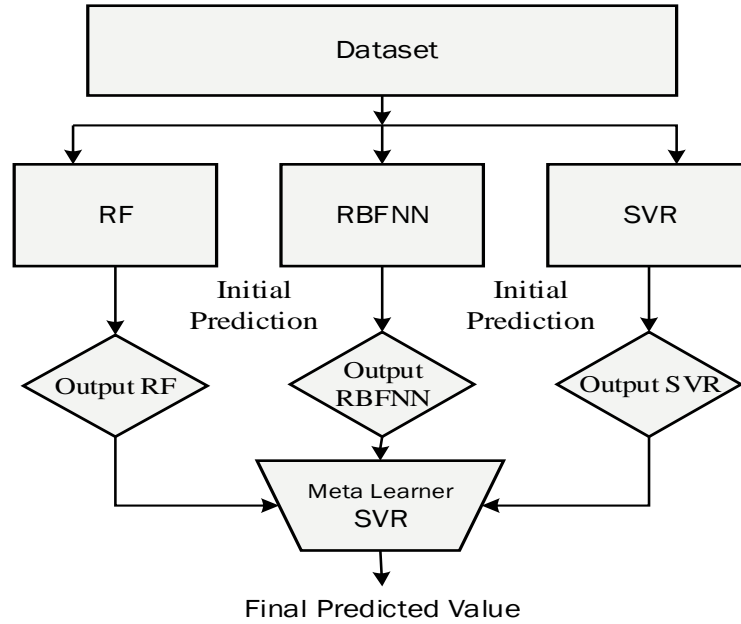 Dataset
RF
RBFNN
SVR
Initial
Prediction
Initial
Prediction
Output RF
Output
RBFNN
Output SVR
Meta Learner
SVR
Final Predicted Value